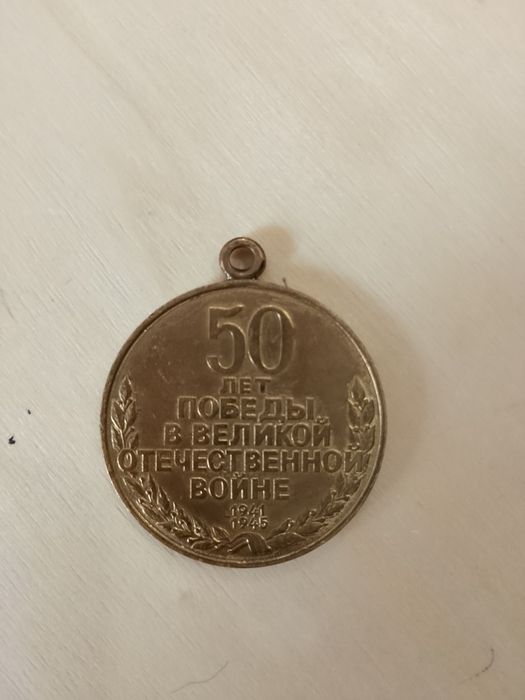 50
ЛЕТ
ПОБЕДЫ
В ВЕЛИКОЙ
ОТЕЧЕСТВЕННОЙ
ВОЙНЕ
1941
1945